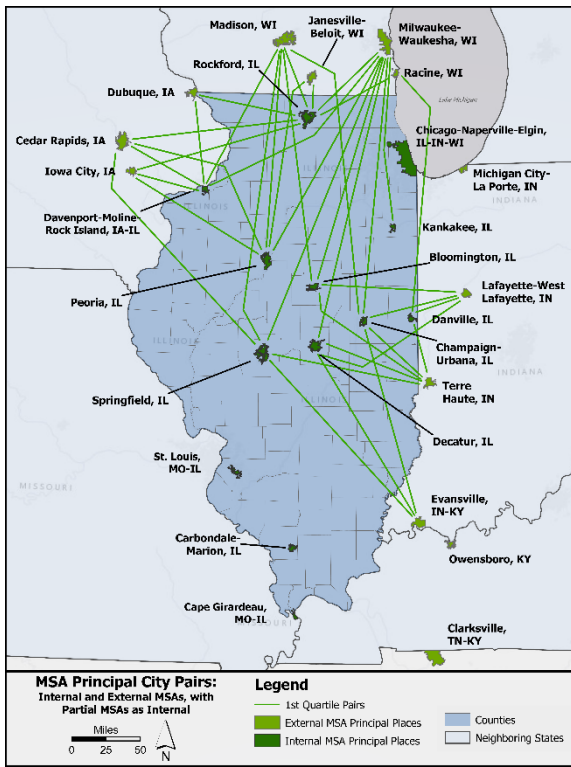 Madison, WI
Janesville-
Beloit, WI
Milwaukee-
Waukesha, WI
Rockford, IL
Racine, WI
Dubuque, IA
Lake Michigan
Cedar Rapids, IA
Chicago-Naperville-Elgin,
IL-IN-WI
Iowa City, IA
Michigan City-
La Porte, IN
ILLINOIS
ILLINOIS
INDIANA
Davenport-Moline-
Rock Island, IA-IL
Kankakee, IL
Bloomington, IL
Peoria, IL
Lafayette-West
Lafayette, IN
Danville, IL
ILLINOIS
Champaign-
Urbana, IL
INDIANA
Springfield, IL
ILLINOIS
Terre
Haute, IN
Decatur, IL
St. Louis,
MO-IL
MISSOURI
Evansville,
IN-KY
Carbondale-
Marion, IL
Owensboro, KY
Cape Girardeau,
MO-IL
MISSOURI
Clarksville,
TN-KY
MSA Principal City Pairs:
Internal and External MSAs, with
Partial MSAs as Internal
Miles
0 25 50
N
Legend
1st Quartile Pairs
External MSA Principal Places
Internal MSA Principal Places
Counties
Neighboring States